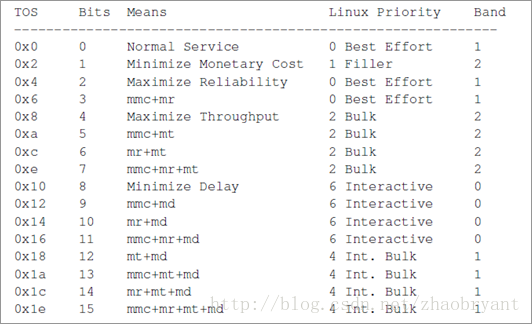 TOS Bits Means Linux Priority Band
------------------------------------------------------------
0x0 0 Normal Service 0 Best Effort 1
0x2 1 Minimize Monetary Cost 1 Filler 2
0x4 2 Maximize Reliability 0 Best Effort 1
0x6 3 mmc+mr 0 Best Effort 1
0x8 4 Maximize Throughput 2 Bulk 2
0xa 5 mmc+mt 2 Bulk 2
0xc 6 mr+mt 2 Bulk 2
0xe 7 mmc+mr+mt 2 Bulk 2
0x10 8 Minimize Delay 6 Interactive 0
0x12 9 mmc+md 6 Interactive 0
0x14 10 mr+md 6 Interactive 0
0x16 11 mmc+mr+md 6 Interactive 0
0x18 12 mt+md 4 Int. Bulk 1
0x1a 13 mmc+mt+md 4 Int. Bulk 1
0x1c 14 mr+mt+md 4 Int. Bulk 1
0x1e 15 mmc+mr+mt+md 4 Int. Bulk 1
http://blog.csdn.net/zhaobryant